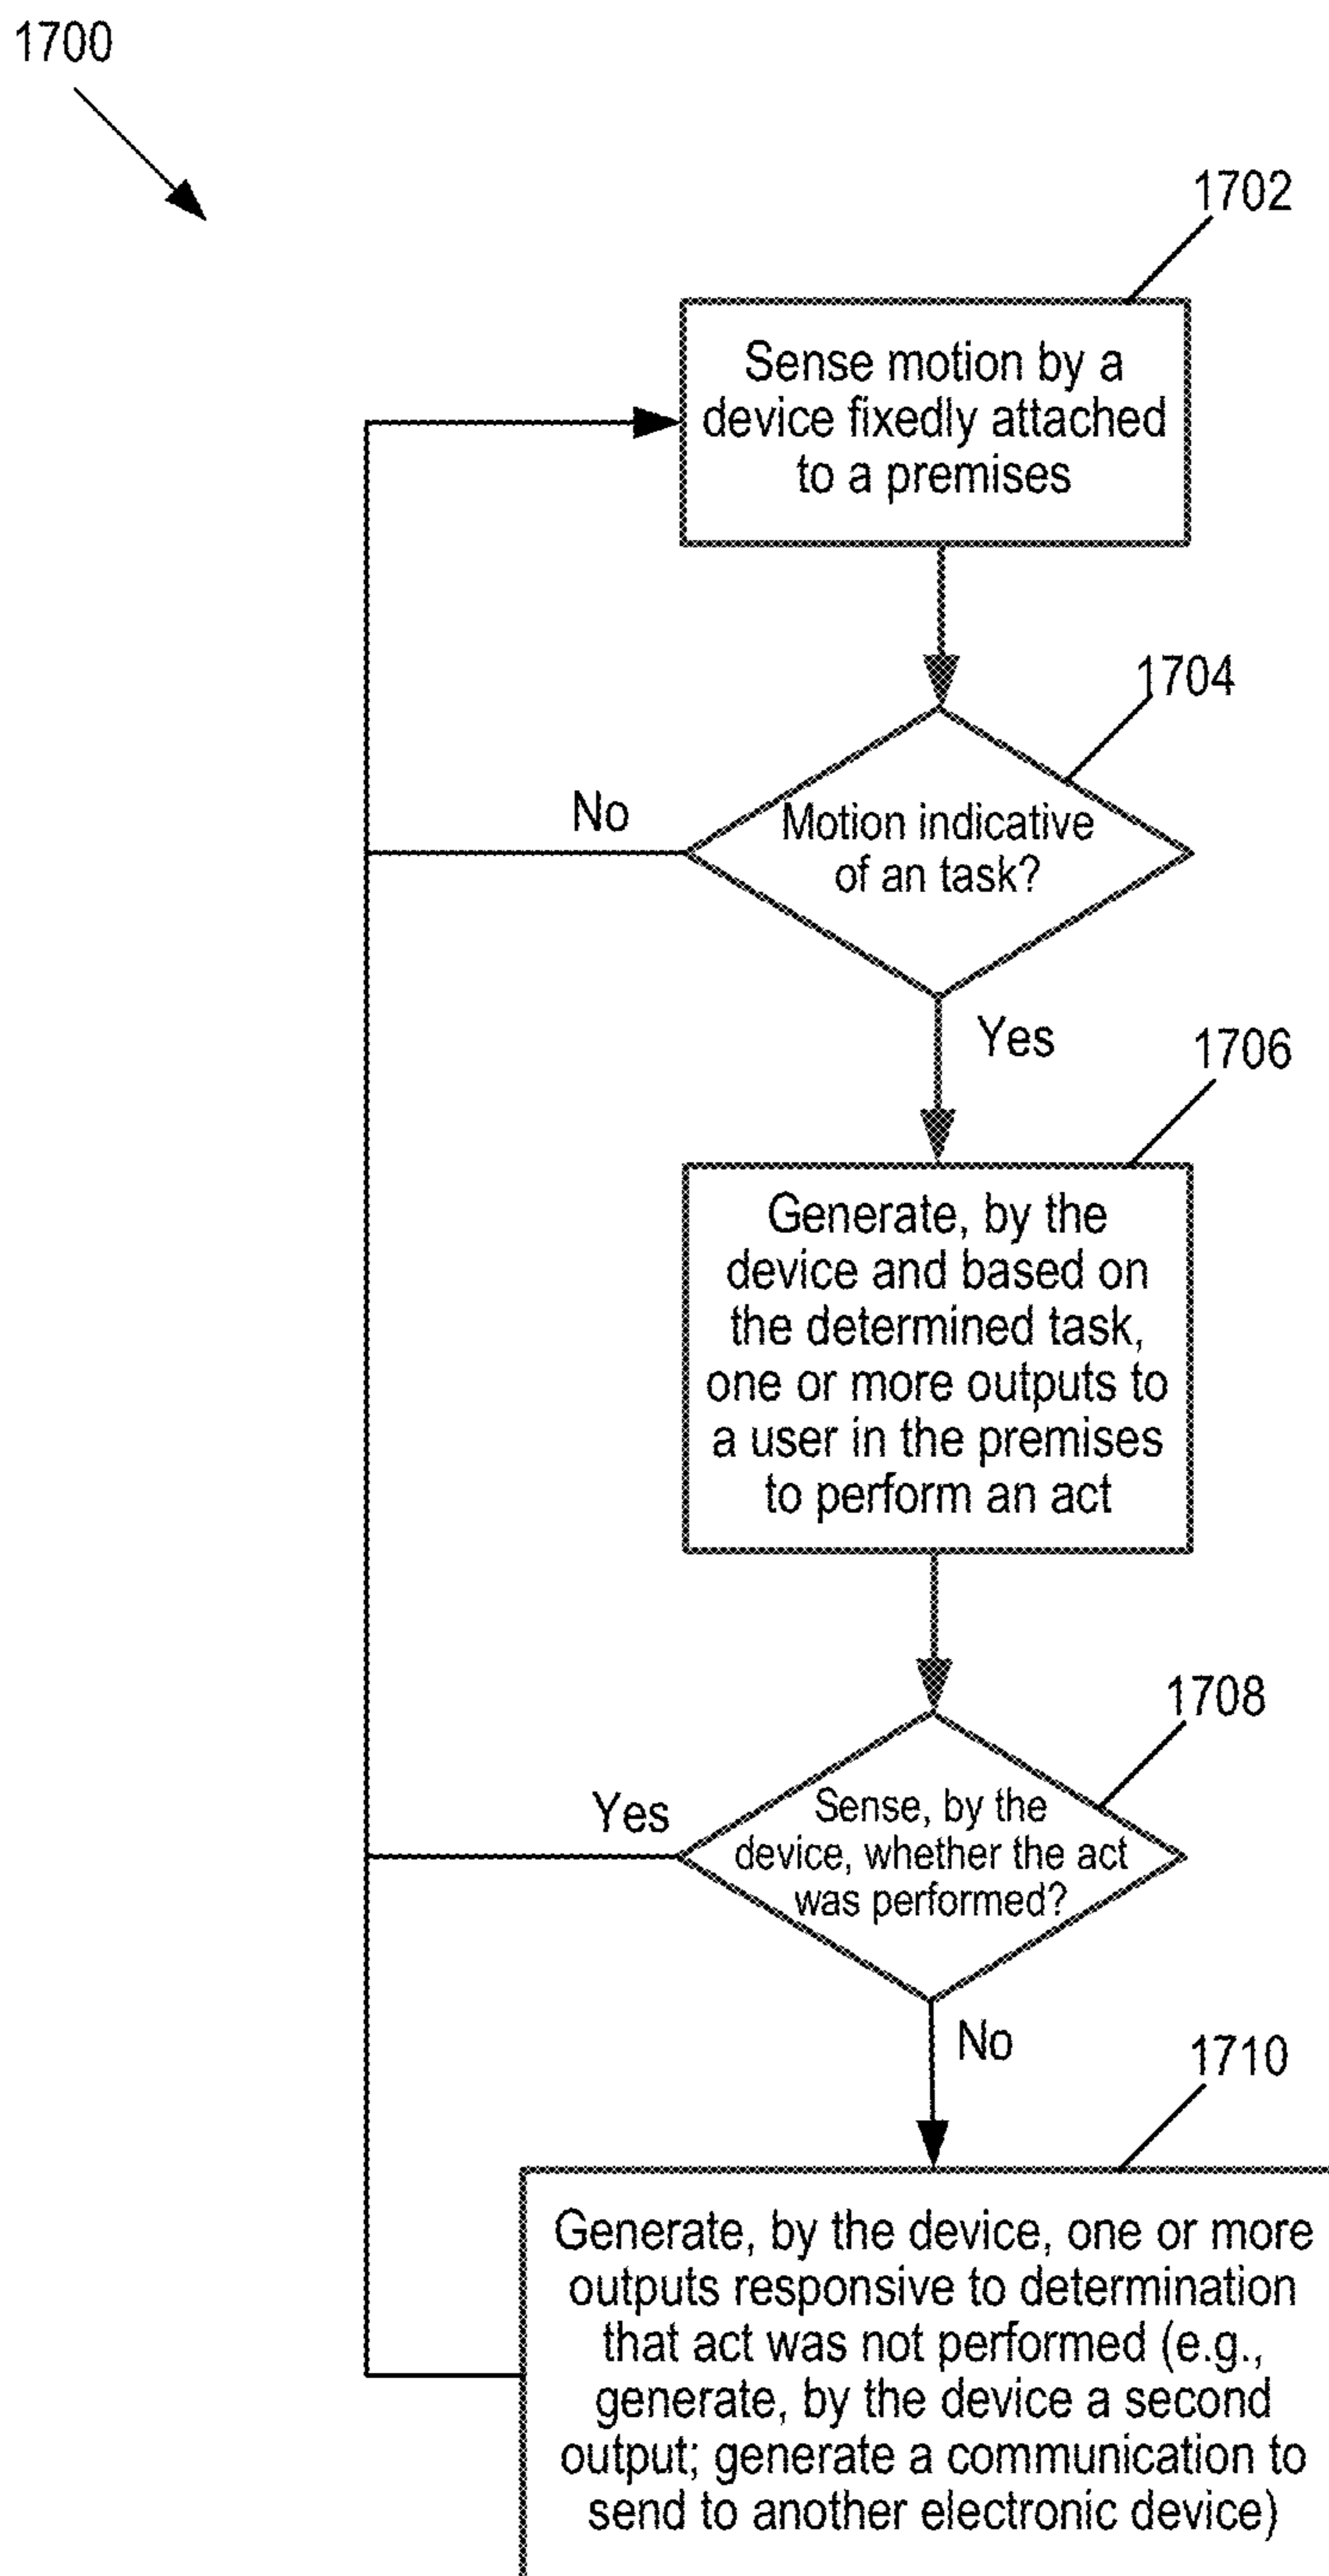 1700
1702
Sense motion by a
device fixedly attached
to a premises
1704
No
Motion indicative
of an task?
Yes
1706
Generate, by the
device and based on
the determined task,
one or more outputs to
a user in the premises
to perform an act
1708
Yes
Sense, by the
device, whether the act
was performed?
No
1710
Generate, by the device, one or more
outputs responsive to determination
that act was not performed (e.g.,
generate, by the device a second
output; generate a communication to
send to another electronic device)